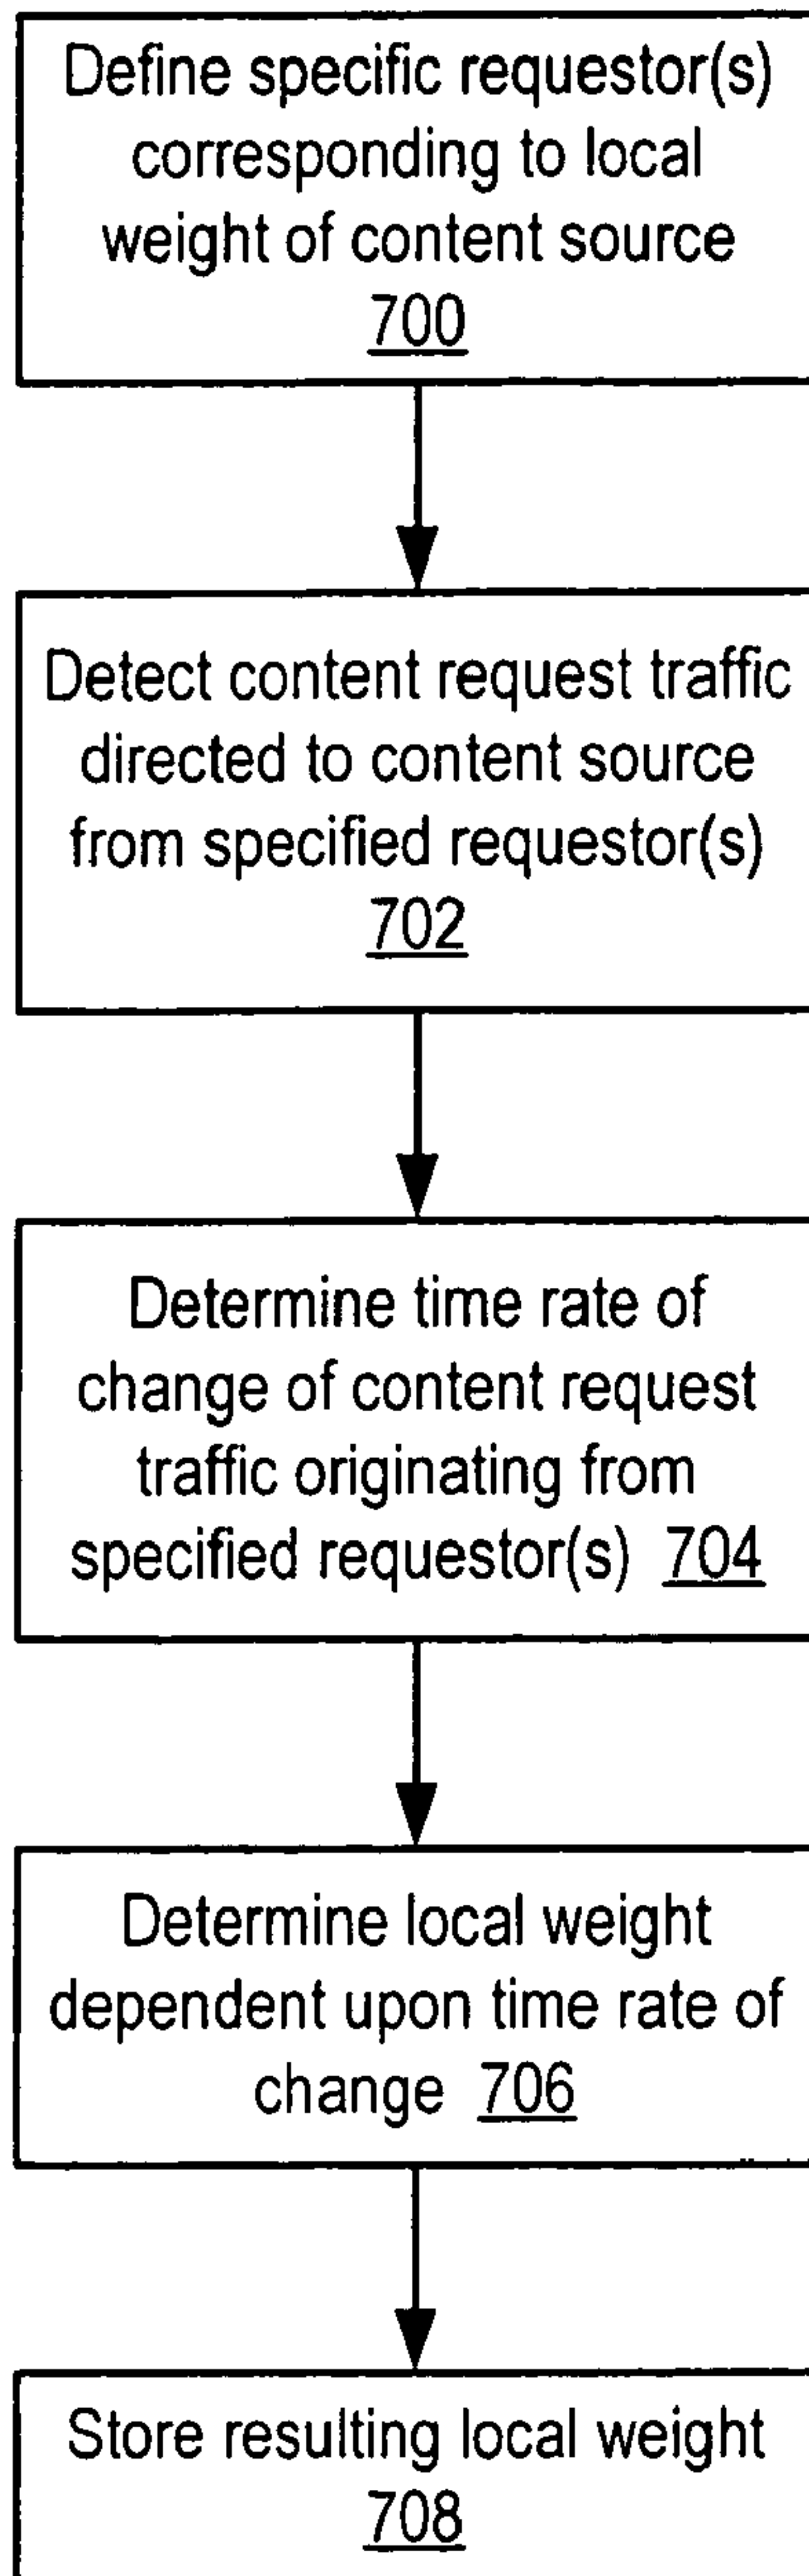 Define specific requestor(s)
corresponding to local
weight of content source
700
Detect content request traffic
directed to content source
from specified requestor(s)
702
Determine time rate of
change of content request
traffic originating from
specified requestor(s) 704
Determine local weight
dependent upon time rate of
change 706
Store resulting local weight
708